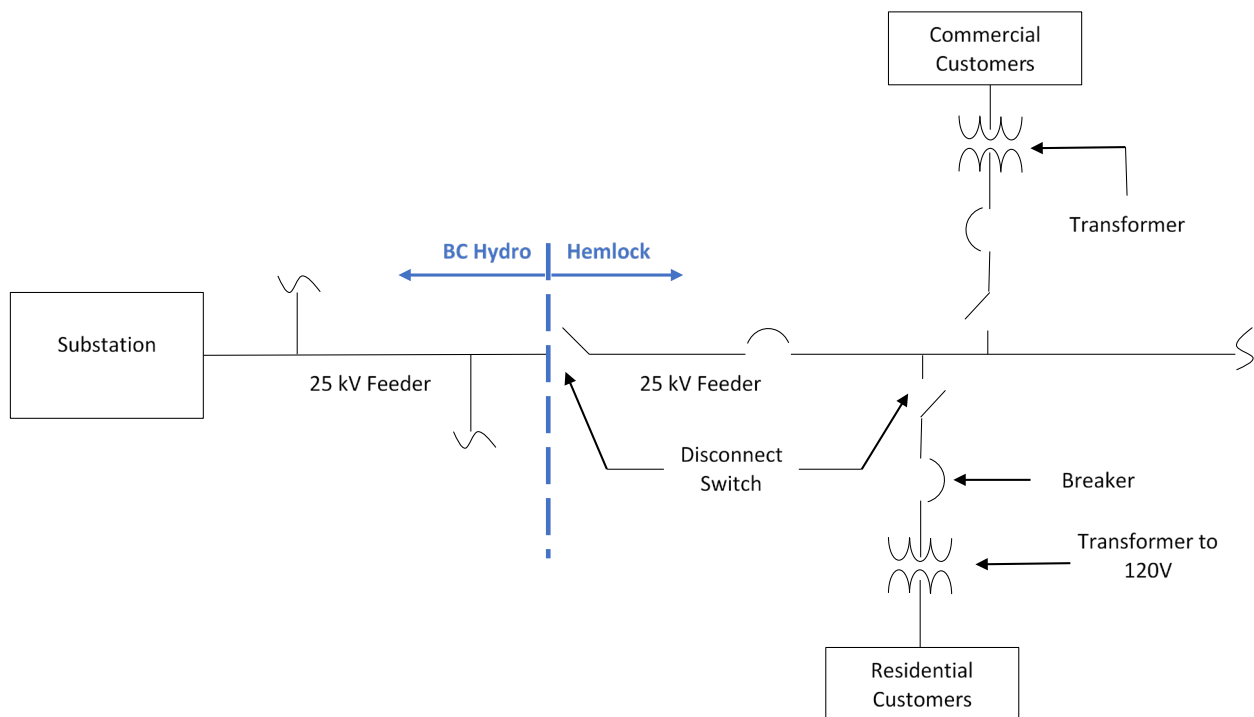 Commercial
Customers
Transformer
BC Hydro
Hemlock
Substation
25 kV Feeder
25 kV Feeder
Disconnect
Switch
Breaker
Transformer to
120V
Residential
Customers